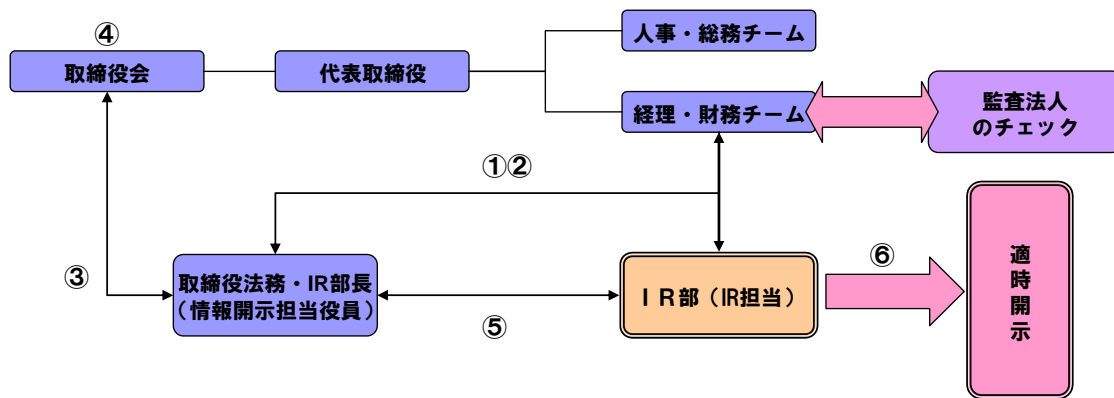 ④
人事・総務チーム
取締役会
代表取締役
経理・財務チーム
監査法人
のチェック
①②
③
取締役法務・IR部長
（情報開示担当役員）
⑤
ＩＲ部（IR担当）
⑥
適時開示